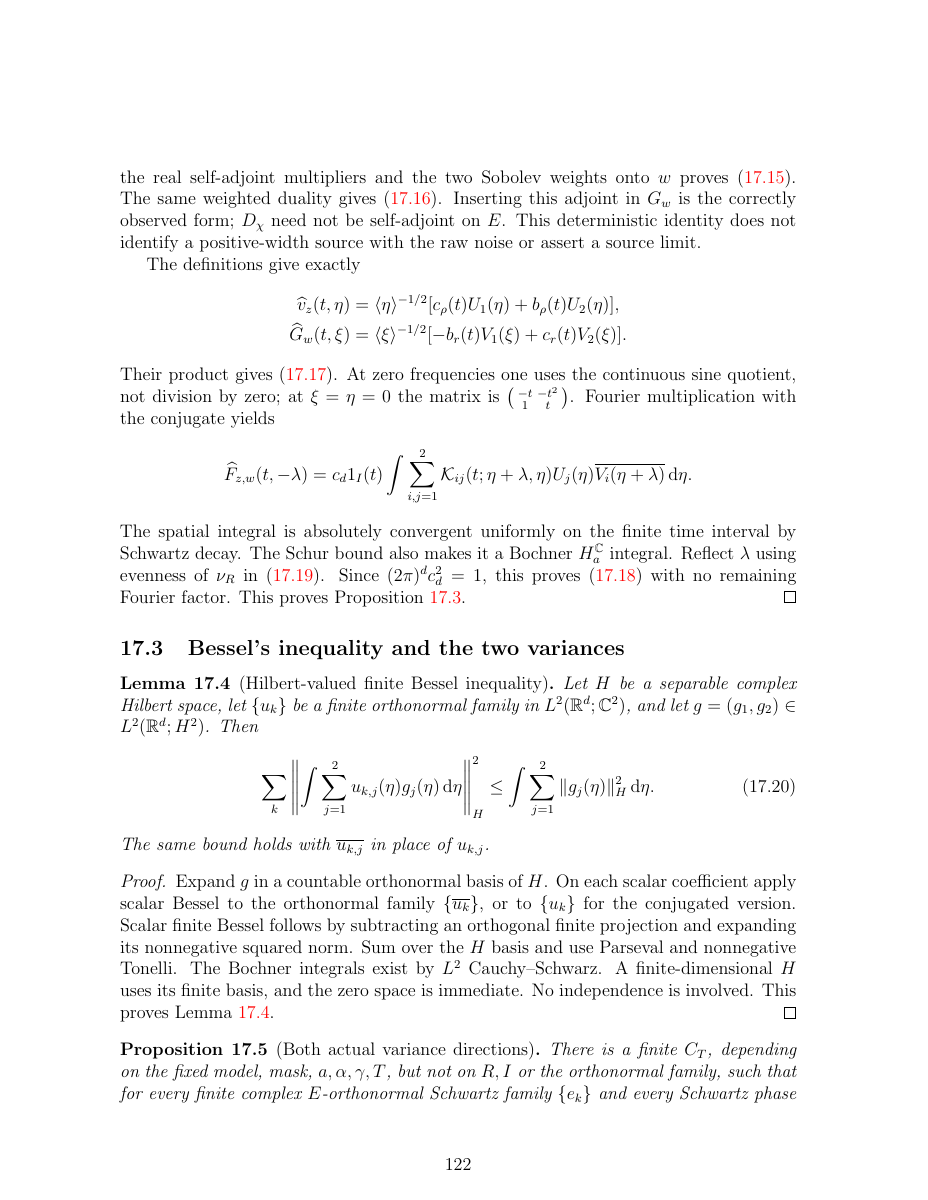 the real self-adjoint multipliers and the two Sobolev weights onto w proves (17.15).
The same weighted duality gives (17.16). Inserting this adjoint in G_w is the correctly
observed form; D_χ need not be self-adjoint on E. This deterministic identity does not
identify a positive-width source with the raw noise or assert a source limit.
The definitions give exactly
v̂_z(t, η) = ⟨η⟩^{−1/2}[c_ρ(t)U_1(η) + b_ρ(t)U_2(η)],
Ĝ_w(t, ξ) = ⟨ξ⟩^{−1/2}[−b_r(t)V_1(ξ) + c_r(t)V_2(ξ)].
Their product gives (17.17). At zero frequencies one uses the continuous sine quotient,
not division by zero; at ξ = η = 0 the matrix is (−t −t² ; 1 t). Fourier multiplication with
the conjugate yields
F̂_{z,w}(t, −λ) = c_d 1_I(t) ∫ ∑_{i,j=1}^{2} 𝒦_{ij}(t; η + λ, η)U_j(η)\overline{V_i(η + λ)} dη.
The spatial integral is absolutely convergent uniformly on the finite time interval by
Schwartz decay. The Schur bound also makes it a Bochner H_a^ℂ integral. Reflect λ using
evenness of ν_R in (17.19). Since (2π)^d c_d^2 = 1, this proves (17.18) with no remaining
Fourier factor. This proves Proposition 17.3. □
17.3 Bessel's inequality and the two variances
Lemma 17.4 (Hilbert-valued finite Bessel inequality). Let H be a separable complex
Hilbert space, let {u_k} be a finite orthonormal family in L²(ℝ^d; ℂ²), and let g = (g_1, g_2) ∈
L²(ℝ^d; H²). Then
∑_k ‖∫ ∑_{j=1}^{2} u_{k,j}(η)g_j(η) dη‖_H^2 ≤ ∫ ∑_{j=1}^{2} ‖g_j(η)‖_H^2 dη. (17.20)
The same bound holds with \overline{u_{k,j}} in place of u_{k,j}.
Proof. Expand g in a countable orthonormal basis of H. On each scalar coefficient apply
scalar Bessel to the orthonormal family {\overline{u_k}}, or to {u_k} for the conjugated version.
Scalar finite Bessel follows by subtracting an orthogonal finite projection and expanding
its nonnegative squared norm. Sum over the H basis and use Parseval and nonnegative
Tonelli. The Bochner integrals exist by L² Cauchy–Schwarz. A finite-dimensional H
uses its finite basis, and the zero space is immediate. No independence is involved. This
proves Lemma 17.4. □
Proposition 17.5 (Both actual variance directions). There is a finite C_T, depending
on the fixed model, mask, a, α, γ, T, but not on R, I or the orthonormal family, such that
for every finite complex E-orthonormal Schwartz family {e_k} and every Schwartz phase
122